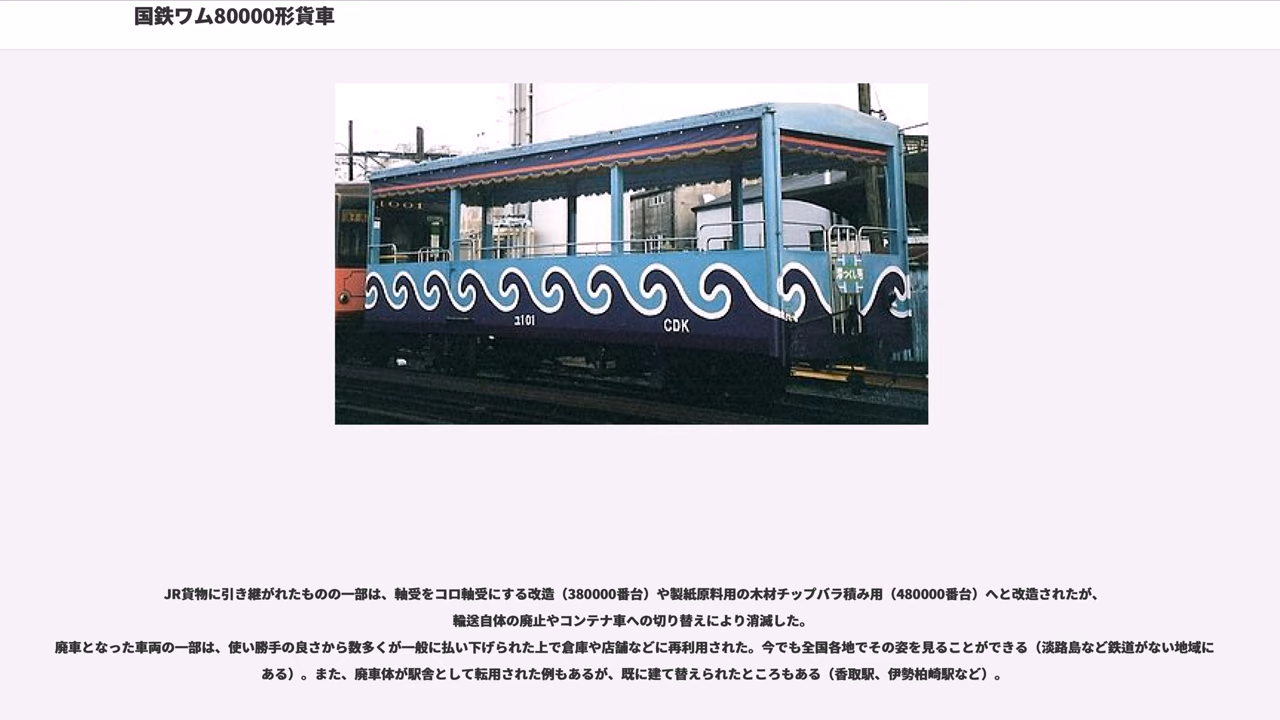 国鉄ワム80000形貨車
1001
澪つくし号
ユ101
CDK
JR貨物に引き継がれたものの一部は、軸受をコロ軸受にする改造（380000番台）や製紙原料用の木材チップバラ積み用（480000番台）へと改造されたが、
輸送自体の廃止やコンテナ車への切り替えにより消滅した。
廃車となった車両の一部は、使い勝手の良さから数多くが一般に払い下げられた上で倉庫や店舗などに再利用された。今でも全国各地でその姿を見ることができる（淡路島など鉄道がない地域に
ある）。また、廃車体が駅舎として転用された例もあるが、既に建て替えられたところもある（香取駅、伊勢柏崎駅など）。